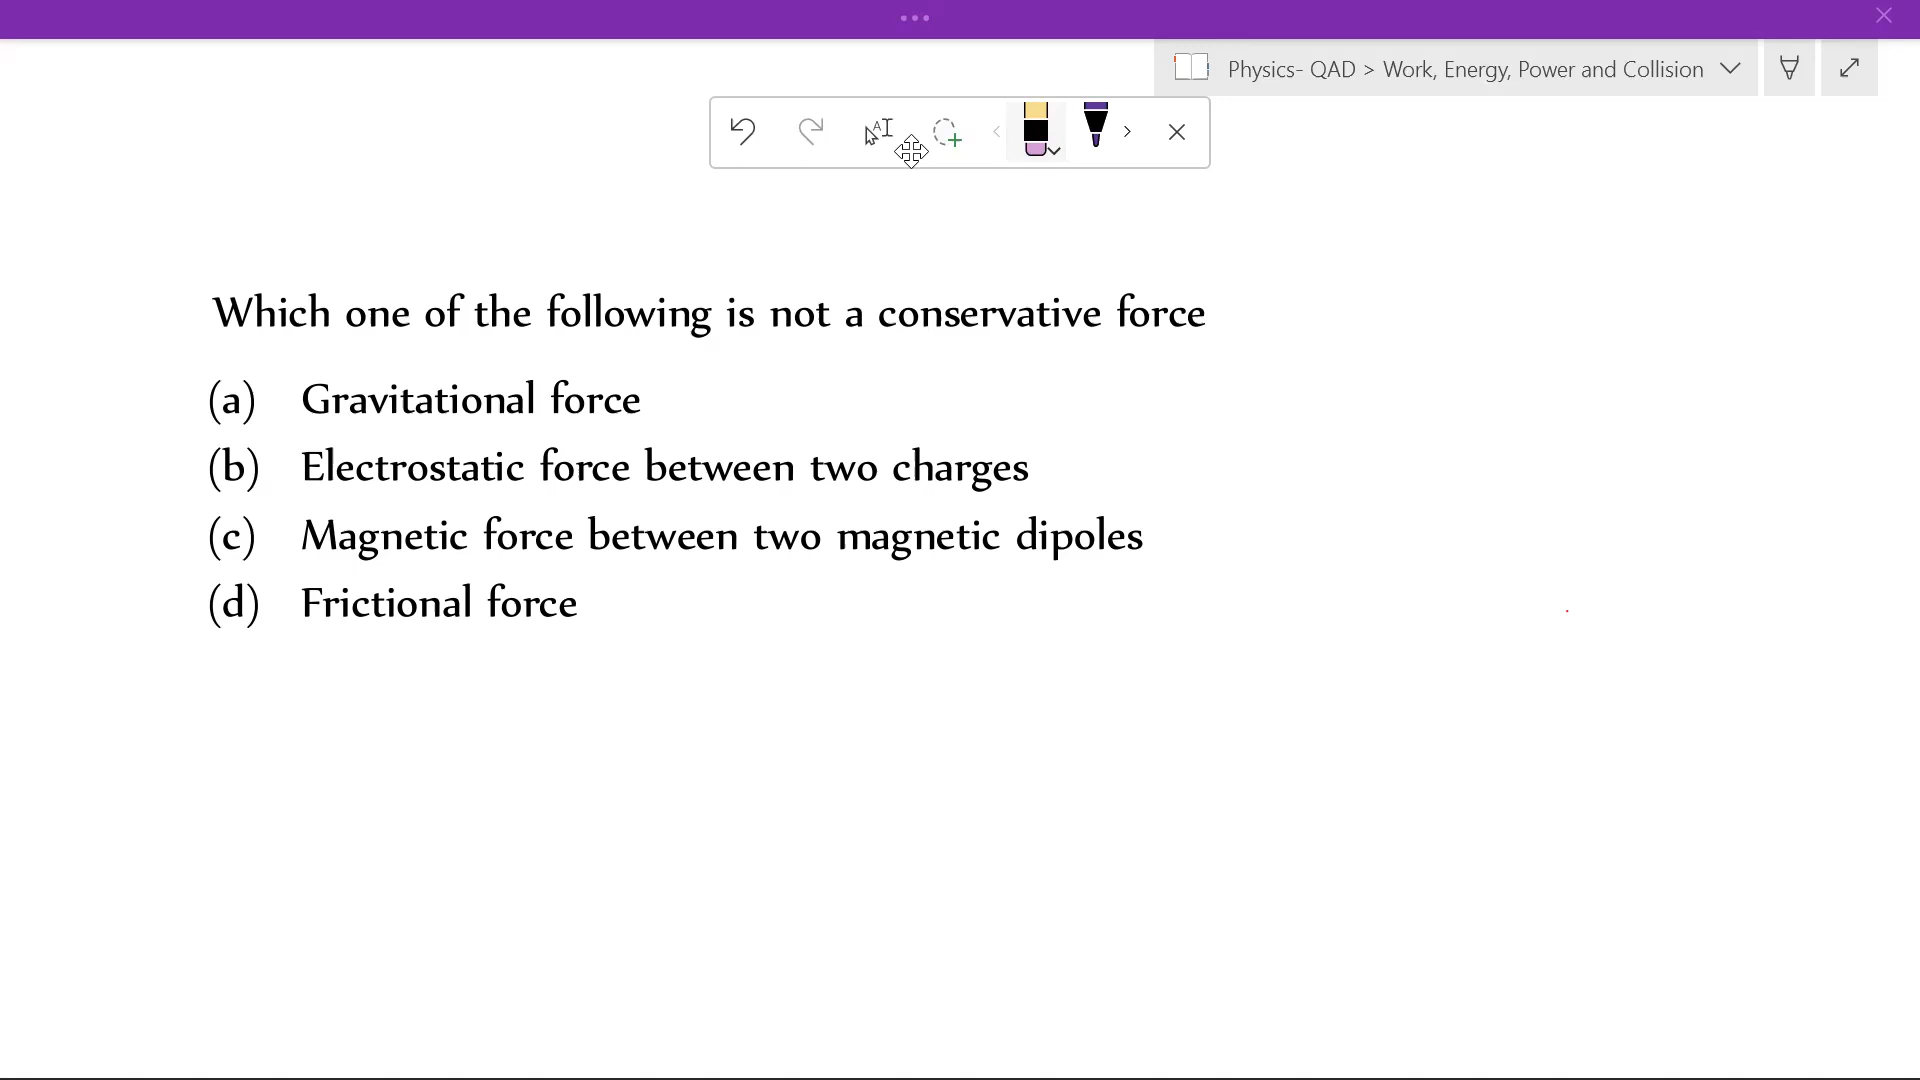 Physics- QAD > Work, Energy, Power and Collision
Which one of the following is not a conservative force
(a) Gravitational force
(b) Electrostatic force between two charges
(c) Magnetic force between two magnetic dipoles
(d) Frictional force